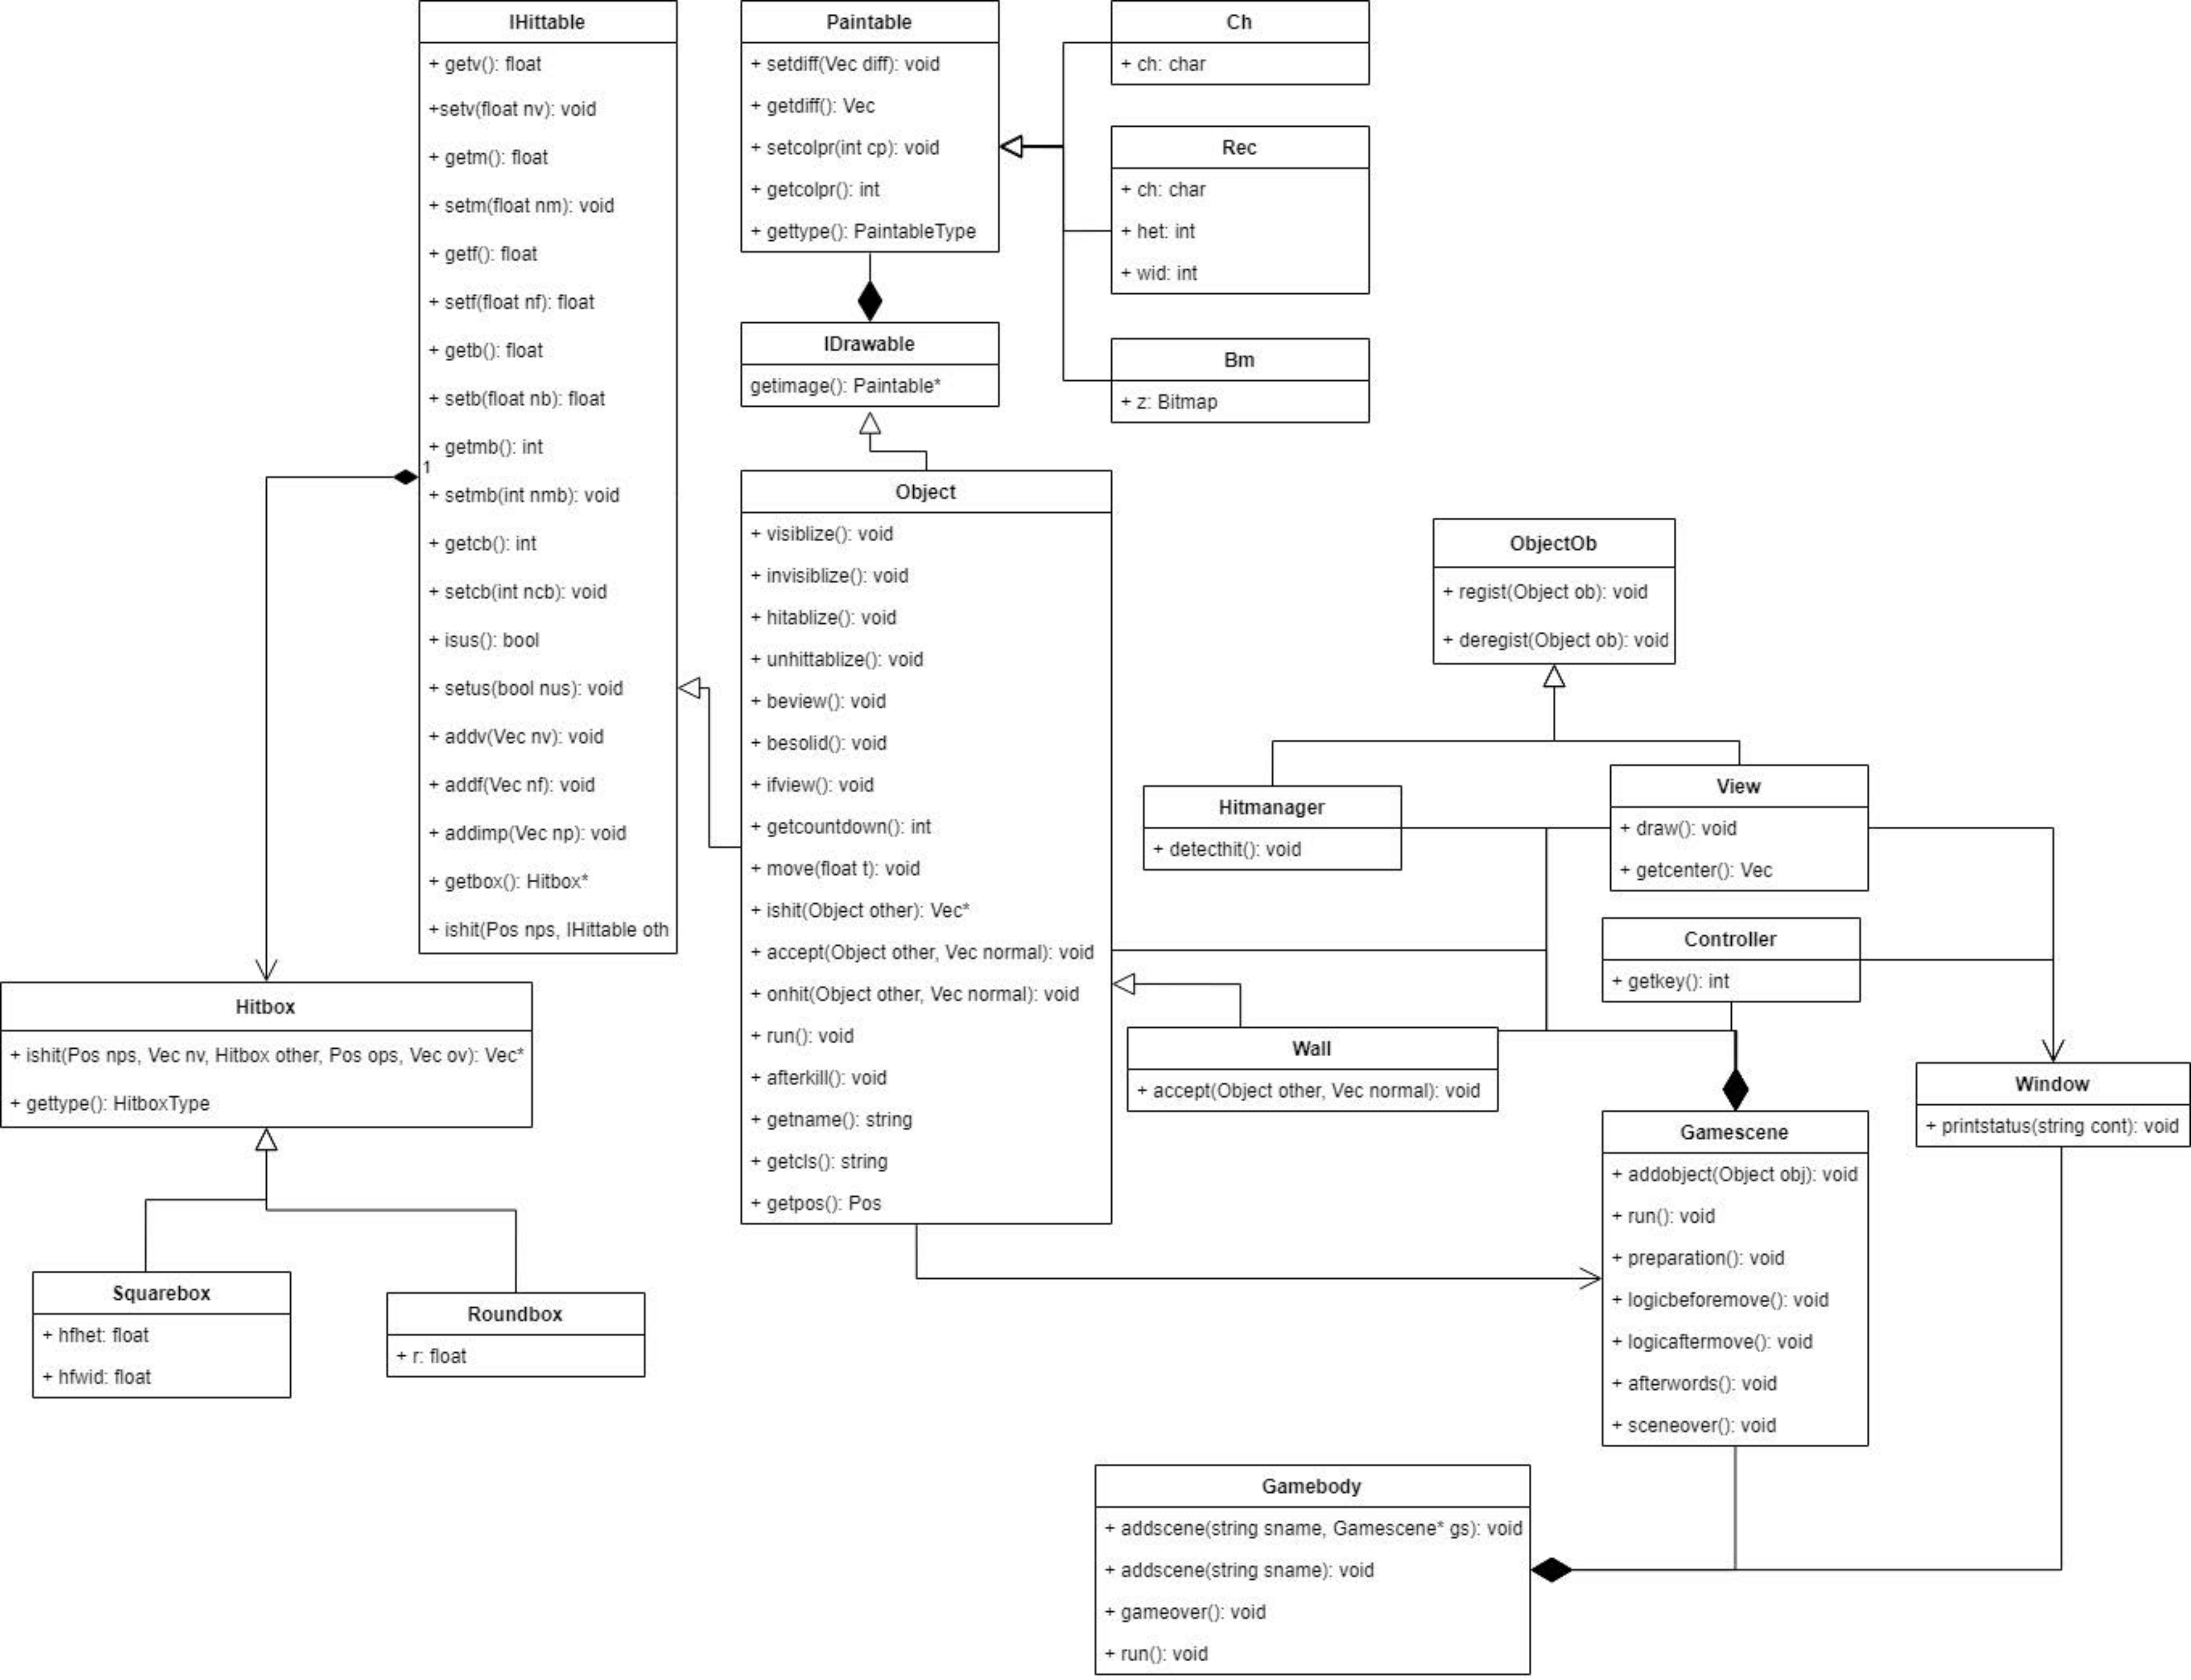 IHittable
+ getv(): float
+setv(float nv): void
+ getm(): float
+ setm(float nm): void
+ getf(): float
+ setf(float nf): float
+ getb(): float
+ setb(float nb): float
+ getmb(): int
1
+ setmb(int nmb): void
+ getcb(): int
+ setcb(int ncb): void
+ isus(): bool
+ setus(bool nus): void
+ addv(Vec nv): void
+ addf(Vec nf): void
+ addimp(Vec np): void
+ getbox(): Hitbox*
+ ishit(Pos nps, IHittable oth
Paintable
+ setdiff(Vec diff): void
+ getdiff(): Vec
+ setcolpr(int cp): void
+ getcolpr(): int
+ gettype(): PaintableType
Ch
+ ch: char
Rec
+ ch: char
+ het: int
+ wid: int
Bm
+ z: Bitmap
IDrawable
getimage(): Paintable*
Object
+ visiblize(): void
+ invisiblize(): void
+ hitablize(): void
+ unhittablize(): void
+ beview(): void
+ besolid(): void
+ ifview(): void
+ getcountdown(): int
+ move(float t): void
+ ishit(Object other): Vec*
+ accept(Object other, Vec normal): void
+ onhit(Object other, Vec normal): void
+ run(): void
+ afterkill(): void
+ getname(): string
+ getcls(): string
+ getpos(): Pos
ObjectOb
+ regist(Object ob): void
+ deregist(Object ob): void
Hitmanager
+ detecthit(): void
View
+ draw(): void
+ getcenter(): Vec
Controller
+ getkey(): int
Wall
+ accept(Object other, Vec normal): void
Window
+ printstatus(string cont): void
Hitbox
+ ishit(Pos nps, Vec nv, Hitbox other, Pos ops, Vec ov): Vec*
+ gettype(): HitboxType
Squarebox
+ hfhet: float
+ hfwid: float
Roundbox
+ r: float
Gamescene
+ addobject(Object obj): void
+ run(): void
+ preparation(): void
+ logicbeforemove(): void
+ logicaftermove(): void
+ afterwords(): void
+ sceneover(): void
Gamebody
+ addscene(string sname, Gamescene* gs): void
+ addscene(string sname): void
+ gameover(): void
+ run(): void